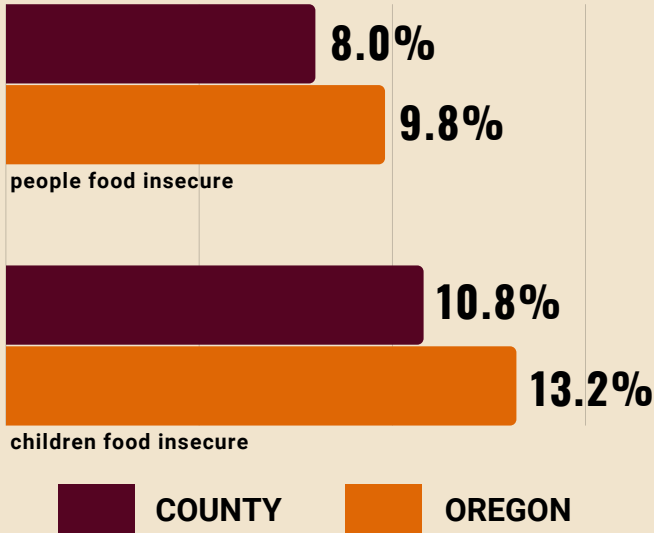 8.0%
9.8%
people food insecure
10.8%
13.2%
children food insecure
COUNTY
OREGON